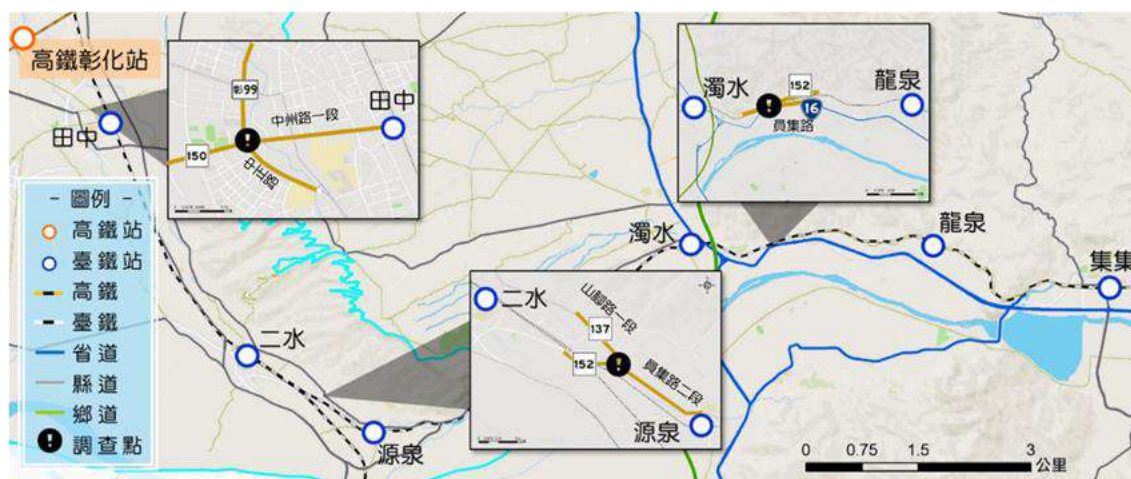 高鐵彰化站
田中
彰99
中州路一段
田中
150
中正路
濁水
152
龍泉
16
員集路
- 圖例 -
高鐵站
臺鐵站
高鐵
臺鐵
省道
縣道
鄉道
調查點
濁水
龍泉
集集
二水
山腳路一段
137
152
員集路二段
源泉
二水
源泉
0 0.75 1.5 3
公里